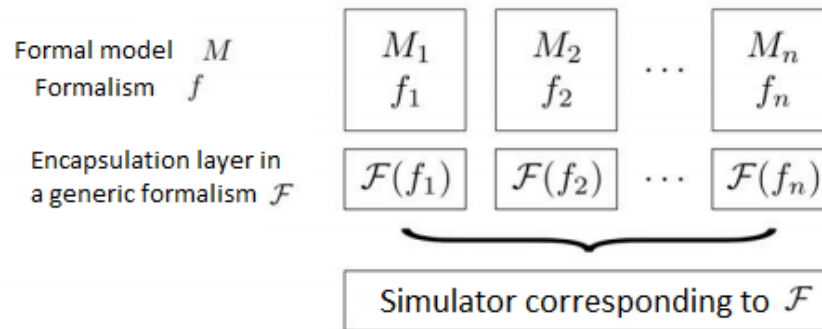 Formal model M
Formalism f
M₁ M₂ ... Mₙ
f₁ f₂ fₙ
Encapsulation layer in
a generic formalism ℱ
ℱ(f₁) ℱ(f₂) ... ℱ(fₙ)
Simulator corresponding to ℱ